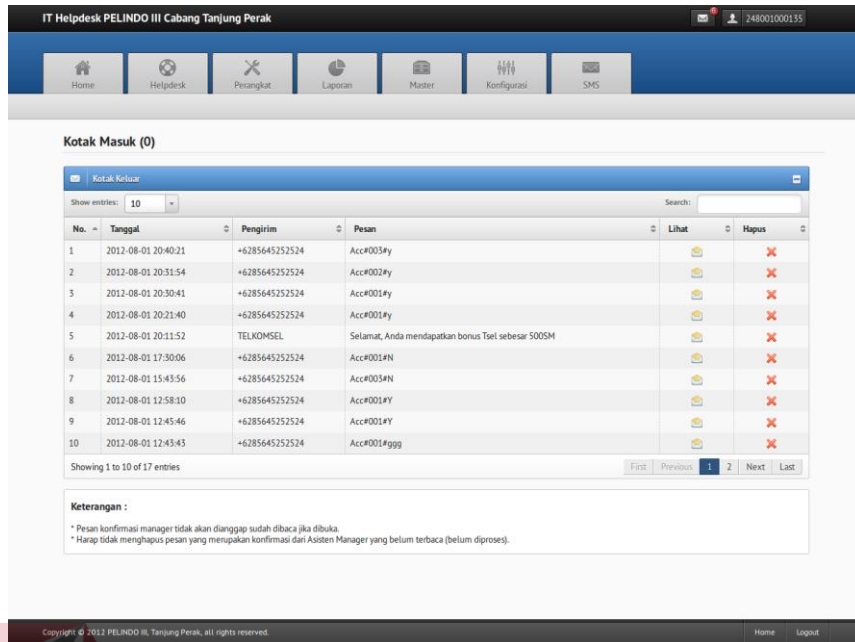 IT Helpdesk PELINDO III Cabang Tanjung Perak 6 248001000135
Home Helpdesk Perangkat Laporan Master Konfigurasi SMS
Kotak Masuk (0)
Kotak Keluar
Show entries: 10 Search:
No. Tanggal Pengirim Pesan Lihat Hapus
1 2012-08-01 20:40:21 +6285645252524 Acc#003#y
2 2012-08-01 20:31:54 +6285645252524 Acc#002#y
3 2012-08-01 20:30:41 +6285645252524 Acc#001#y
4 2012-08-01 20:21:40 +6285645252524 Acc#001#y
5 2012-08-01 20:11:52 TELKOMSEL Selamat, Anda mendapatkan bonus Tsel sebesar 500SM
6 2012-08-01 17:30:06 +6285645252524 Acc#001#N
7 2012-08-01 15:43:56 +6285645252524 Acc#003#N
8 2012-08-01 12:58:10 +6285645252524 Acc#001#Y
9 2012-08-01 12:45:46 +6285645252524 Acc#001#Y
10 2012-08-01 12:43:43 +6285645252524 Acc#001#ggg
Showing 1 to 10 of 17 entries First Previous 1 2 Next Last
Keterangan :
* Pesan konfirmasi manager tidak akan dianggap sudah dibaca jika dibuka.
* Harap tidak menghapus pesan yang merupakan konfirmasi dari Asisten Manager yang belum terbaca (belum diproses).
Copyright © 2012 PELINDO III, Tanjung Perak, all rights reserved. Home Logout